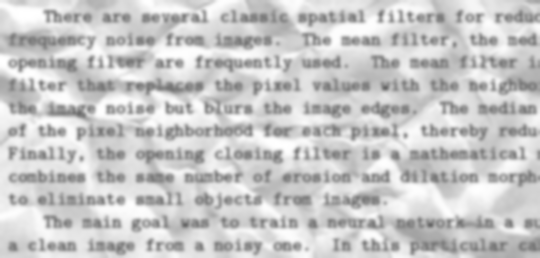 There are several classic spatial filters for reduc
frequency noise from images. The mean filter, the med
opening filter are frequently used. The mean filter i
filter that replaces the pixel values with the neighbo
the image noise but blurs the image edges. The median
of the pixel neighborhood for each pixel, thereby redu
Finally, the opening closing filter is a mathematical
combines the same number of erosion and dilation morph
to eliminate small objects from images.
The main goal was to train a neural network in a su
a clean image from a noisy one. In this particular ca